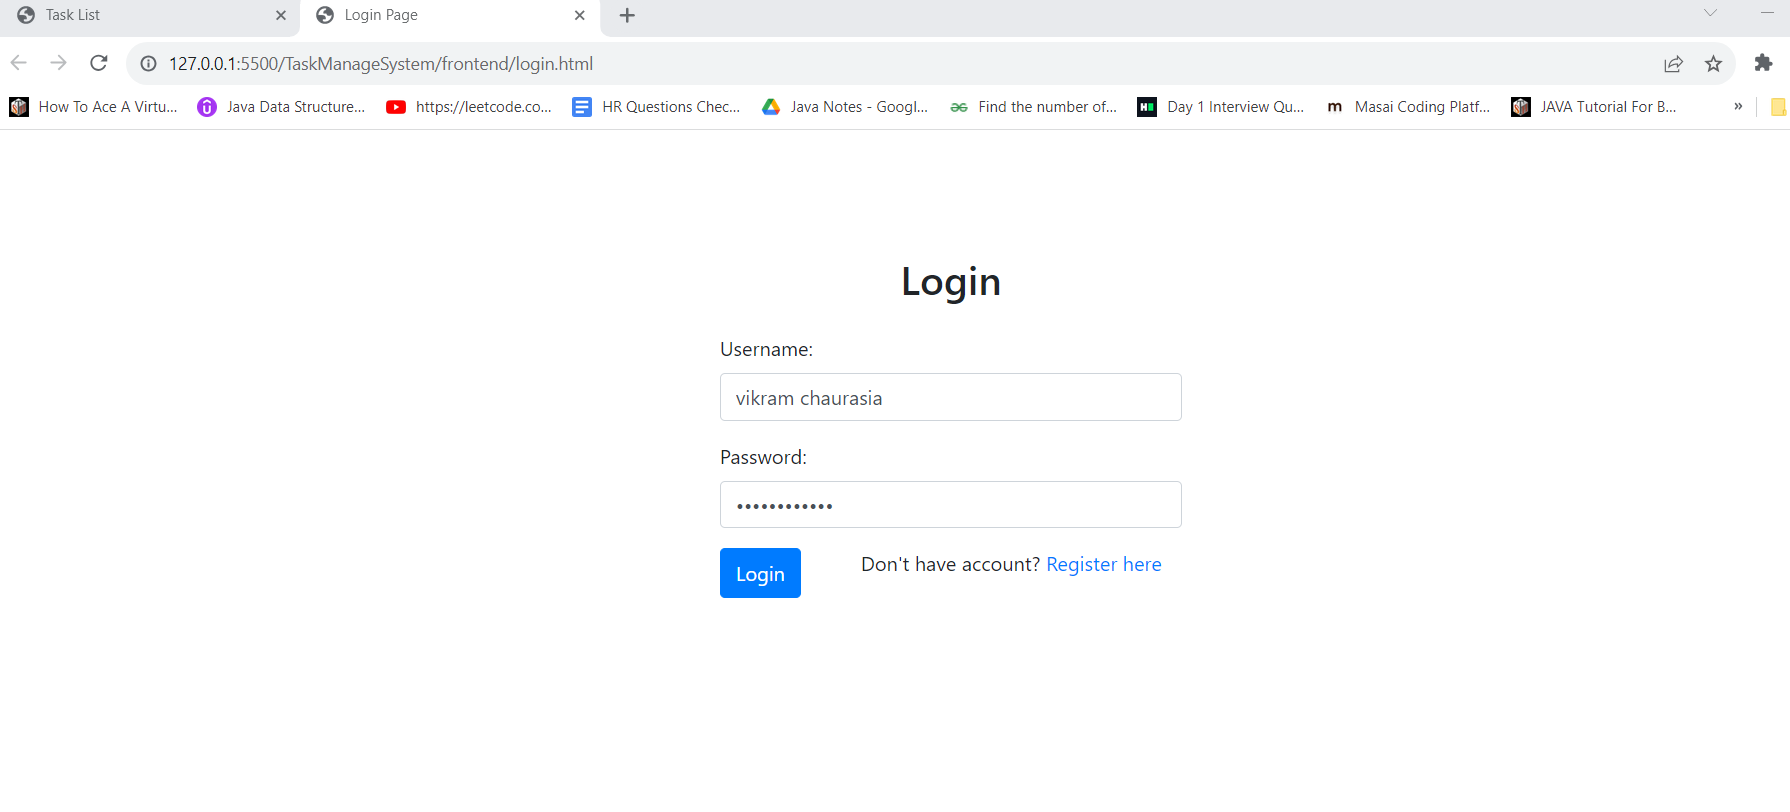 Task List
Login Page
127.0.0.1:5500/TaskManageSystem/frontend/login.html
How To Ace A Virtu... Java Data Structure... https://leetcode.co... HR Questions Chec... Java Notes - Googl... Find the number of... Day 1 Interview Qu... Masai Coding Platf... JAVA Tutorial For B... »
Login
Username:
vikram chaurasia
Password:
••••••••••••
Login Don't have account? Register here